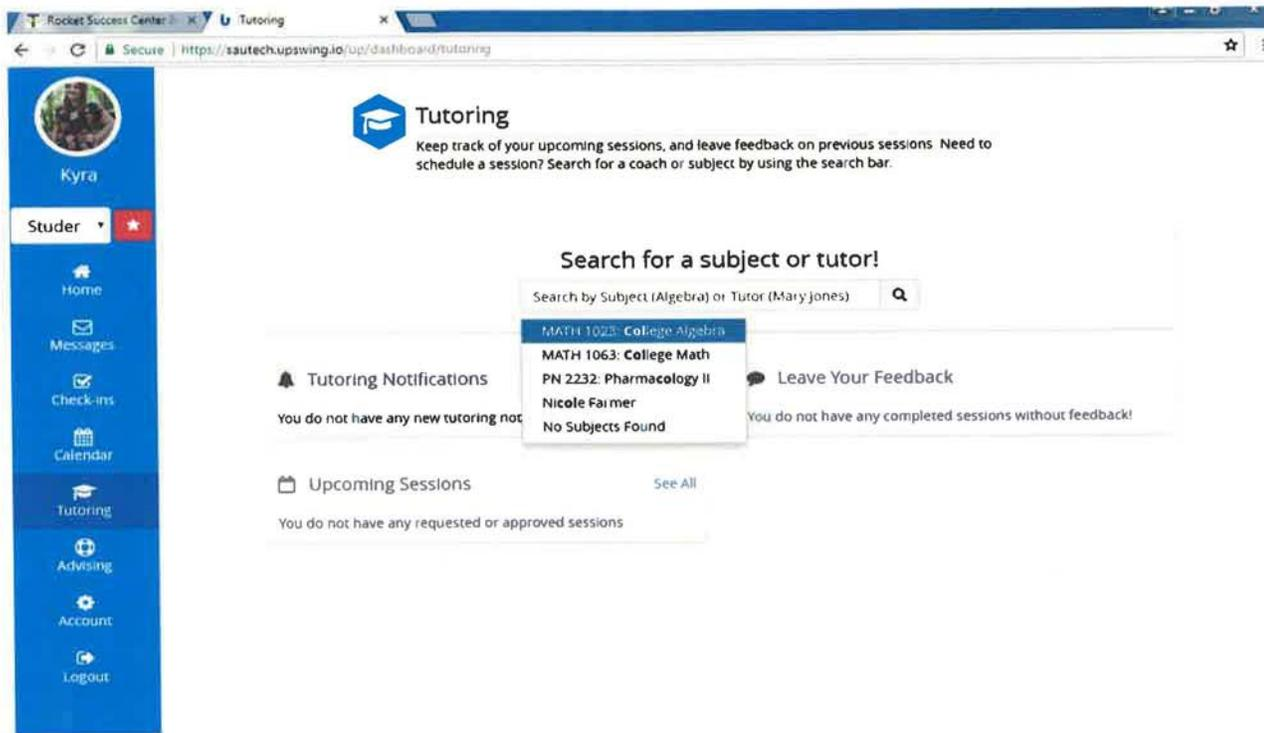 Rocket Success Center
Tutoring
Secure | https://sautech.upswing.io/up/dashboard/tutoring
Kyra
Studer
Home
Messages
Check-ins
Calendar
Tutoring
Advising
Account
Logout
Tutoring
Keep track of your upcoming sessions, and leave feedback on previous sessions. Need to
schedule a session? Search for a coach or subject by using the search bar.
Search for a subject or tutor!
Search by Subject (Algebra) or Tutor (Mary Jones)
MATH 1023: College Algebra
MATH 1063: College Math
PN 2232: Pharmacology II
Nicole Farmer
No Subjects Found
Tutoring Notifications
You do not have any new tutoring not
Leave Your Feedback
You do not have any completed sessions without feedback!
Upcoming Sessions
See All
You do not have any requested or approved sessions